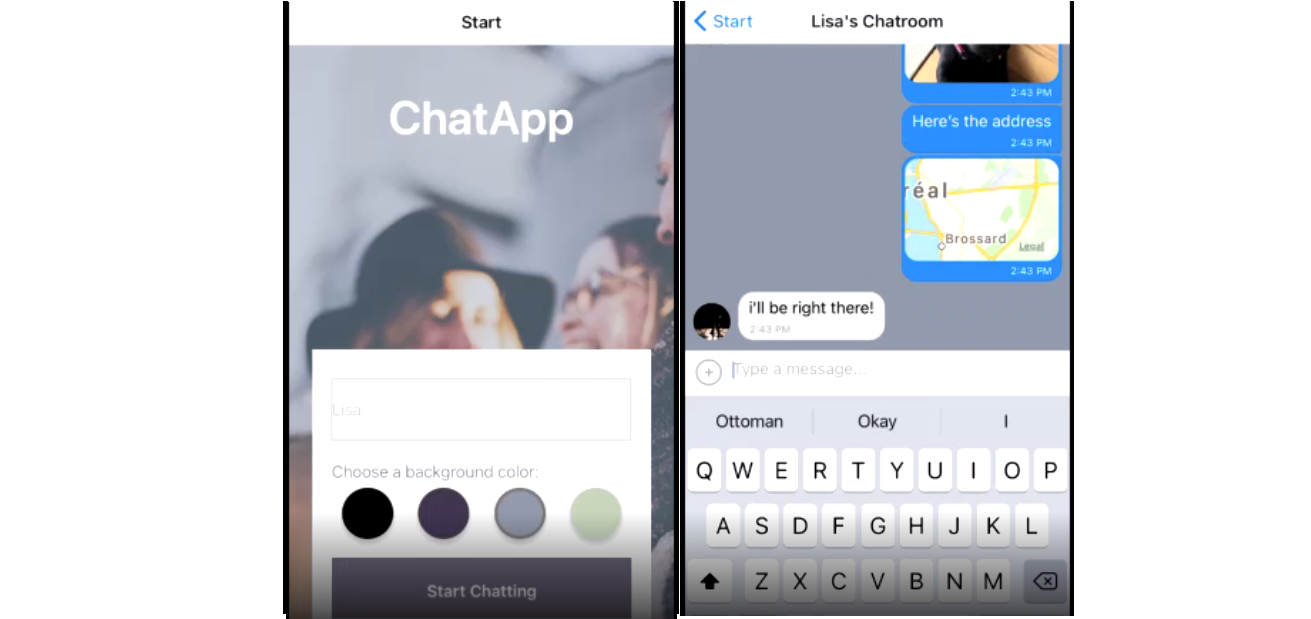 Start
ChatApp
Lisa
Choose a background color:
Start Chatting
Start
Lisa's Chatroom
2:43 PM
Here's the address
2:43 PM
réal
Brossard
Legal
2:43 PM
i'll be right there!
2:43 PM
Type a message...
Ottoman Okay I
Q W E R T Y U I O P
A S D F G H J K L
Z X C V B N M